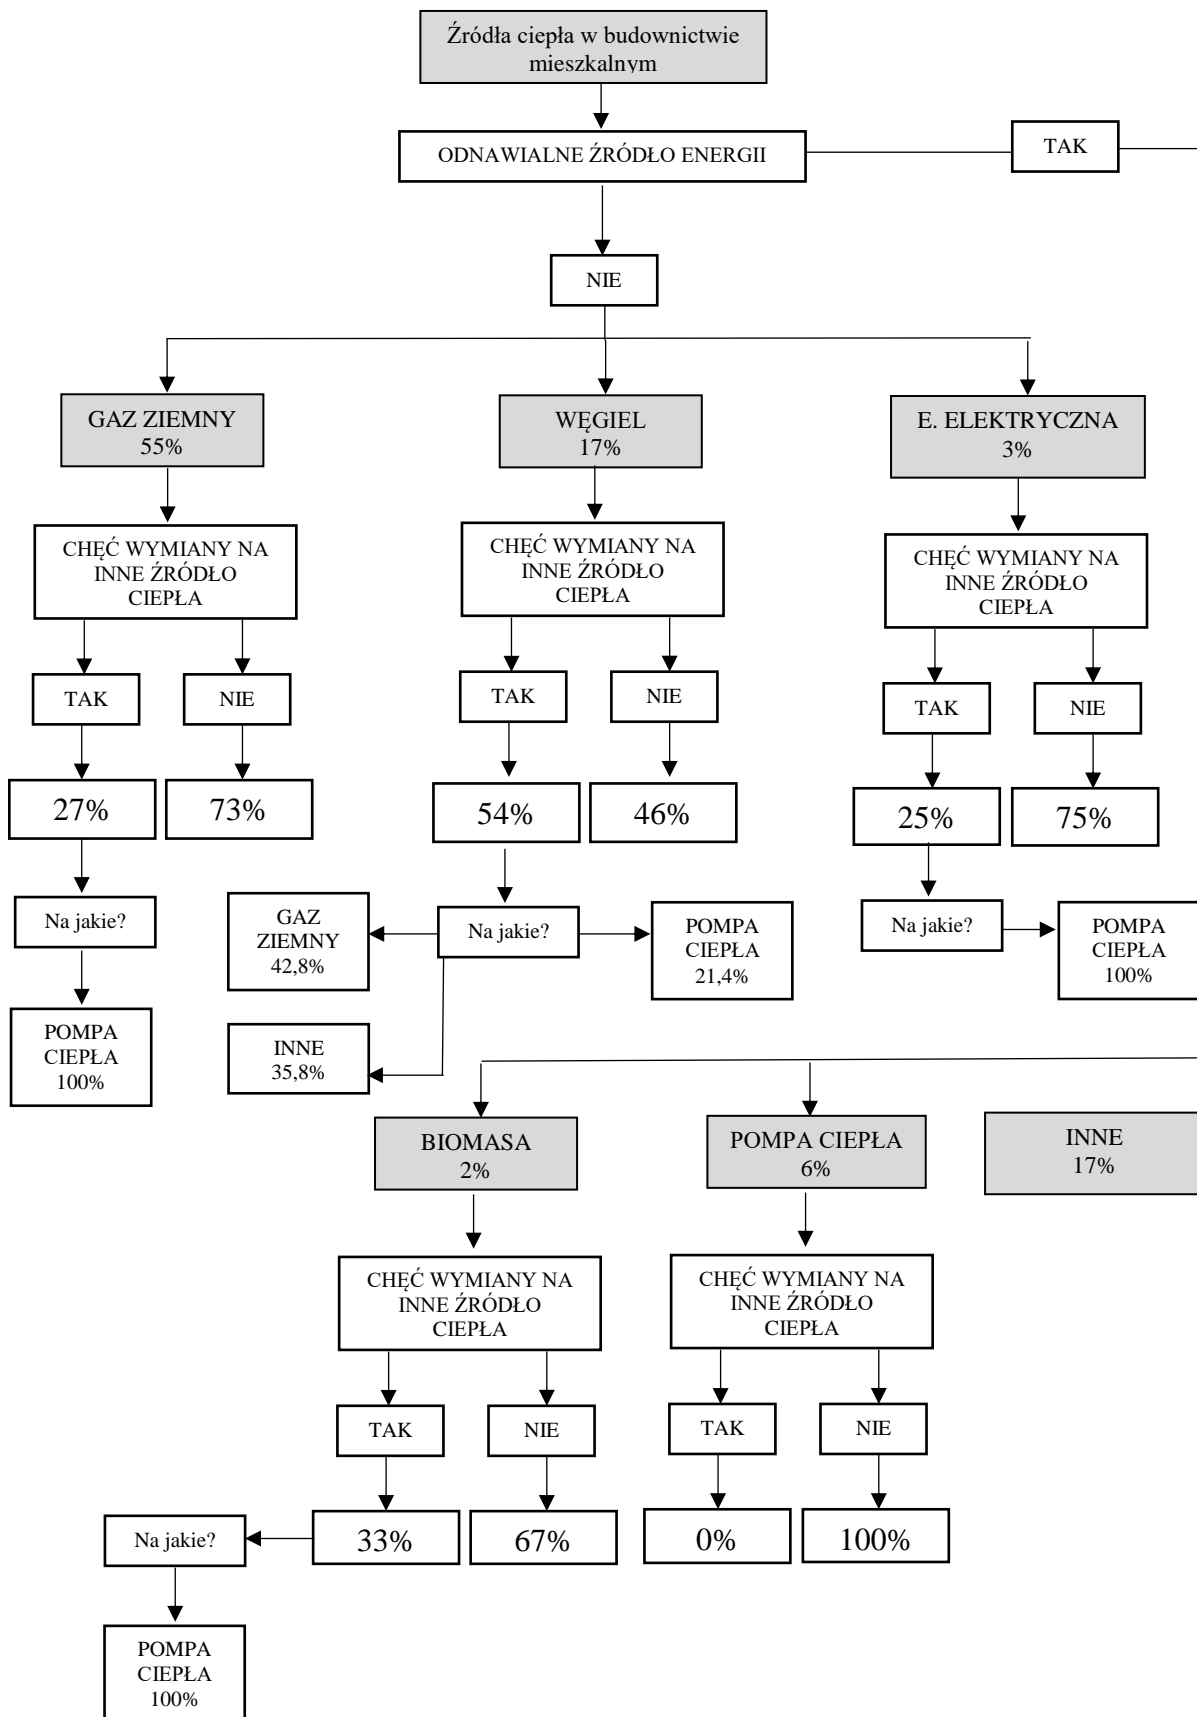 Źródła ciepła w budownictwie
mieszkalnym
ODNAWIALNE ŹRÓDŁO ENERGII
TAK
NIE
GAZ ZIEMNY
55%
WĘGIEL
17%
E. ELEKTRYCZNA
3%
CHĘĆ WYMIANY NA
INNE ŹRÓDŁO
CIEPŁA
CHĘĆ WYMIANY NA
INNE ŹRÓDŁO
CIEPŁA
CHĘĆ WYMIANY NA
INNE ŹRÓDŁO
CIEPŁA
TAK
NIE
TAK
NIE
TAK
NIE
27%
73%
54%
46%
25%
75%
Na jakie?
GAZ
ZIEMNY
42,8%
Na jakie?
POMPA
CIEPŁA
21,4%
Na jakie?
POMPA
CIEPŁA
100%
POMPA
CIEPŁA
100%
INNE
35,8%
BIOMASA
2%
POMPA CIEPŁA
6%
INNE
17%
CHĘĆ WYMIANY NA
INNE ŹRÓDŁO
CIEPŁA
CHĘĆ WYMIANY NA
INNE ŹRÓDŁO
CIEPŁA
TAK
NIE
TAK
NIE
Na jakie?
33%
67%
0%
100%
POMPA
CIEPŁA
100%